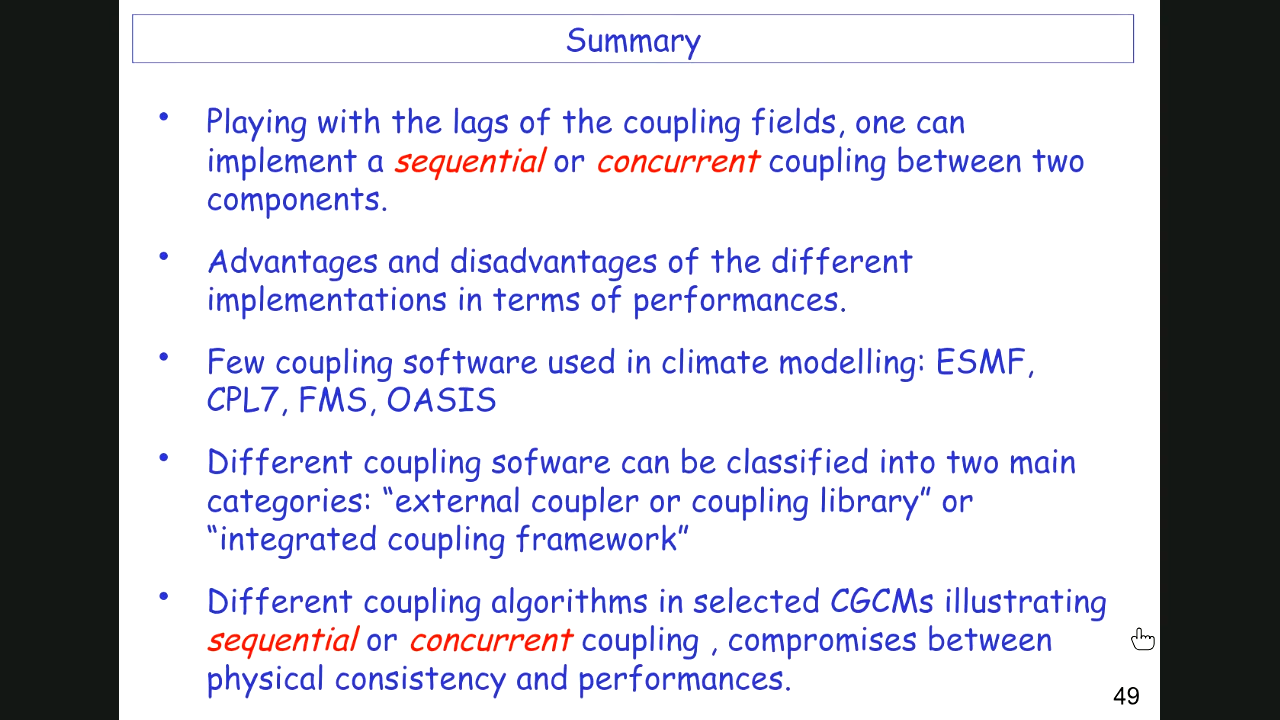 Summary
• Playing with the lags of the coupling fields, one can
implement a sequential or concurrent coupling between two
components.
• Advantages and disadvantages of the different
implementations in terms of performances.
• Few coupling software used in climate modelling: ESMF,
CPL7, FMS, OASIS
• Different coupling sofware can be classified into two main
categories: “external coupler or coupling library” or
“integrated coupling framework”
• Different coupling algorithms in selected CGCMs illustrating
sequential or concurrent coupling , compromises between
physical consistency and performances.
49